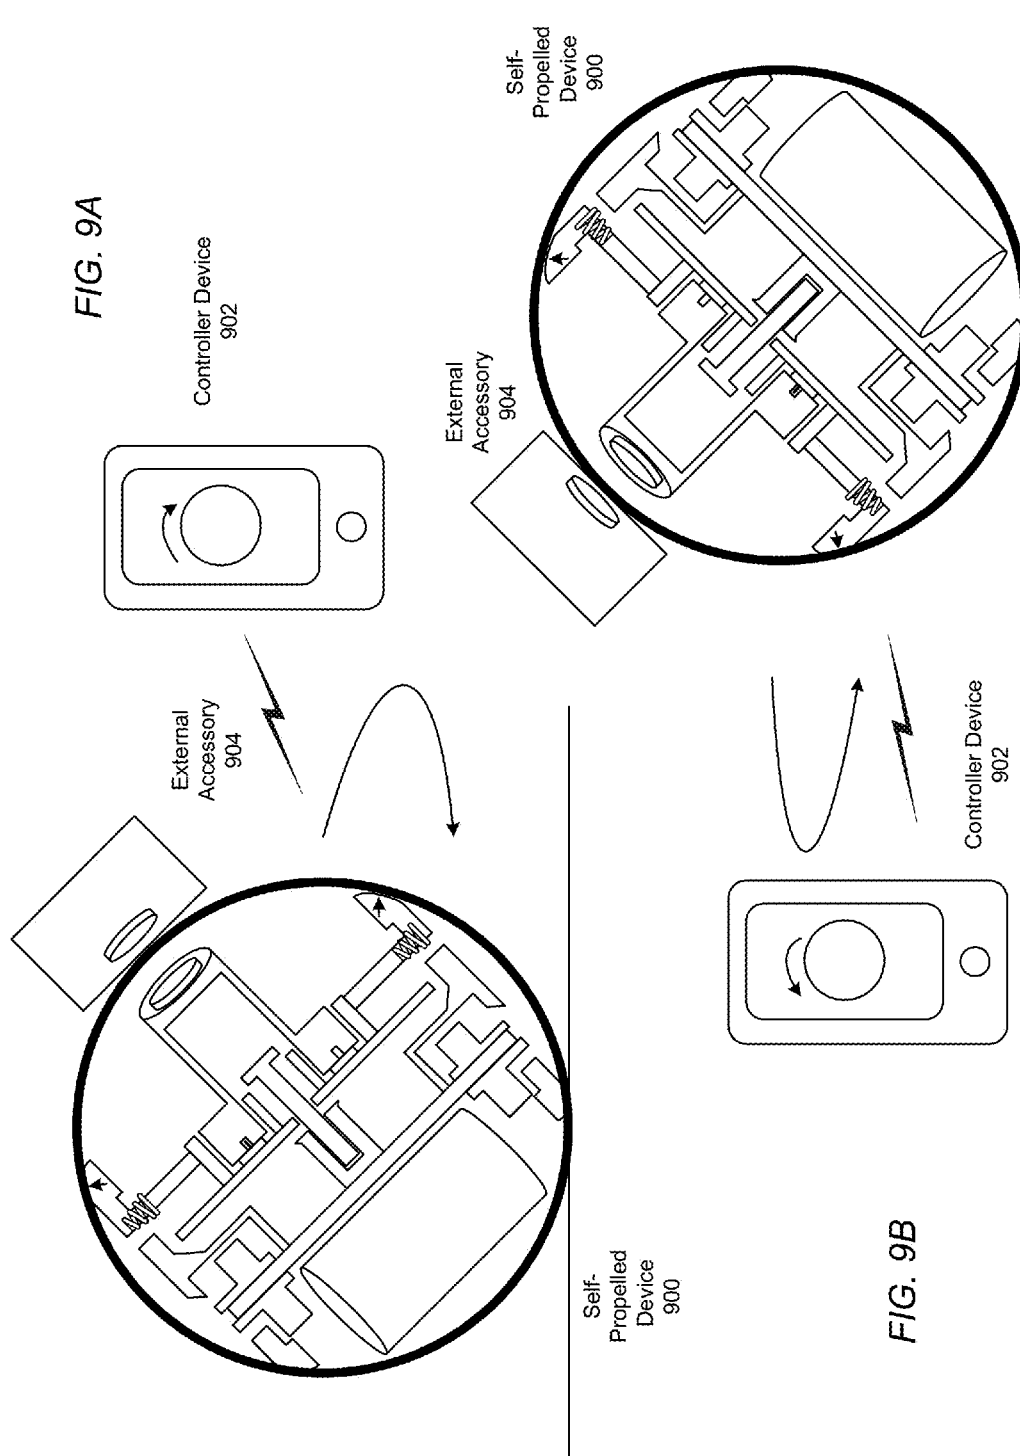 FIG. 9A
External
Accessory
904
Controller Device
902
Self-
Propelled
Device
900
External
Accessory
904
Self-
Propelled
Device
900
FIG. 9B
Controller Device
902